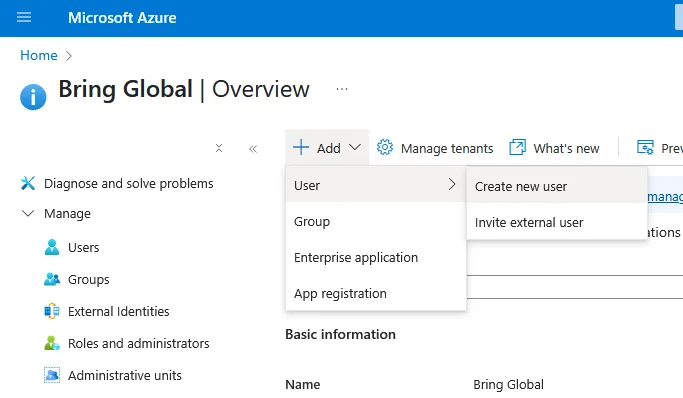 Microsoft Azure
Home
Bring Global | Overview
Add
Manage tenants
What's new
Diagnose and solve problems
Manage
Users
Groups
External Identities
Roles and administrators
Administrative units
User
Group
Enterprise application
App registration
Create new user
Invite external user
Basic information
Name
Bring Global